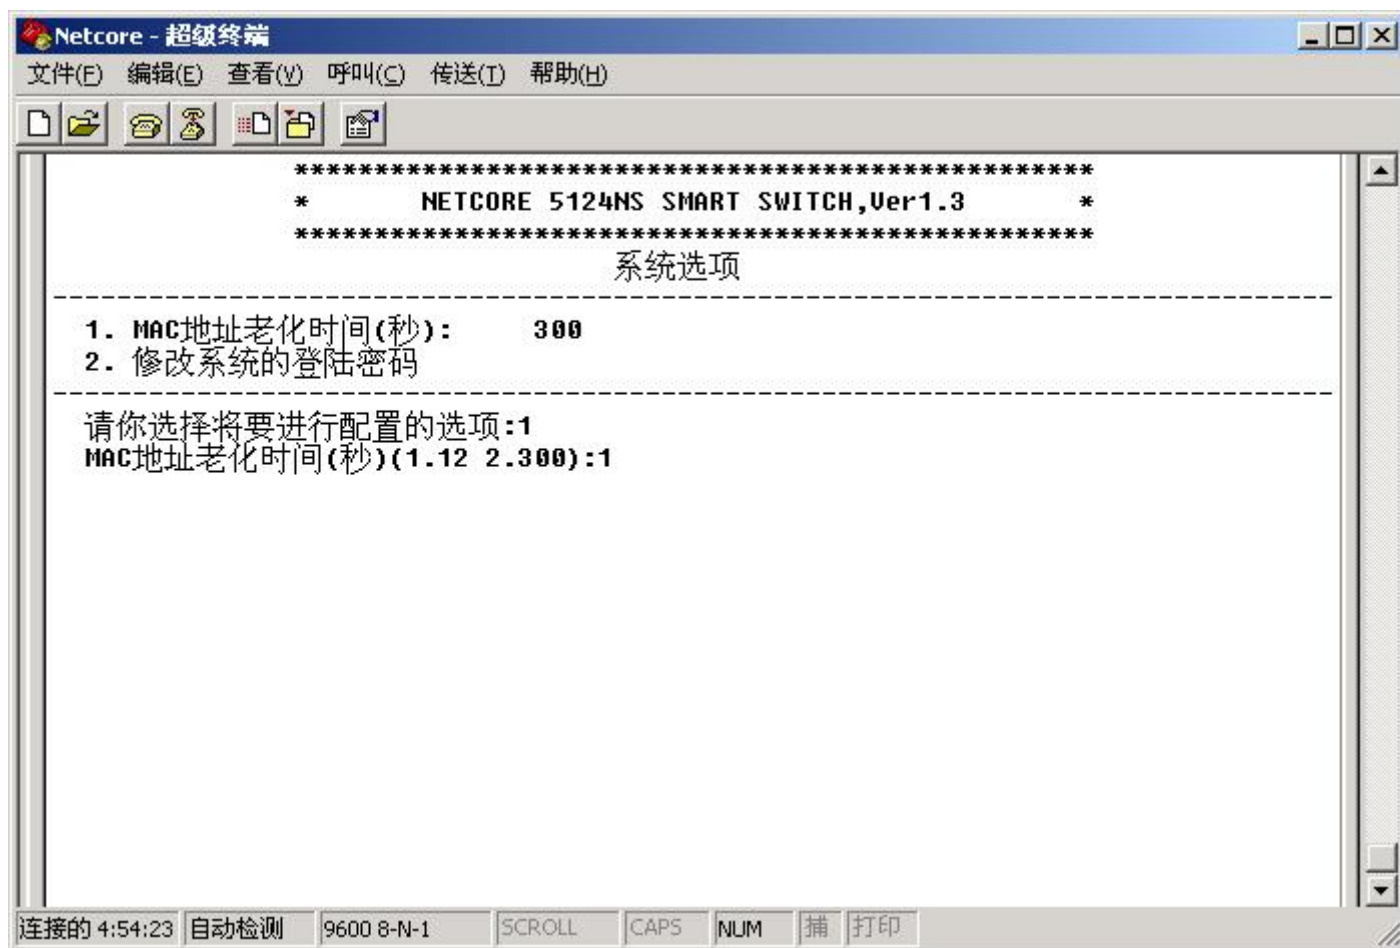 Netcore - 超级终端
文件(F) 编辑(E) 查看(V) 呼叫(C) 传送(T) 帮助(H)
**************************************************
* NETCORE 5124NS SMART SWITCH,Ver1.3 *
**************************************************
系统选项
--------------------------------------------------------------------------------
1. MAC地址老化时间(秒): 300
2. 修改系统的登陆密码
--------------------------------------------------------------------------------
请你选择将要进行配置的选项:1
MAC地址老化时间(秒)(1.12 2.300):1
连接的 4:54:23 自动检测 9600 8-N-1 SCROLL CAPS NUM 捕 打印